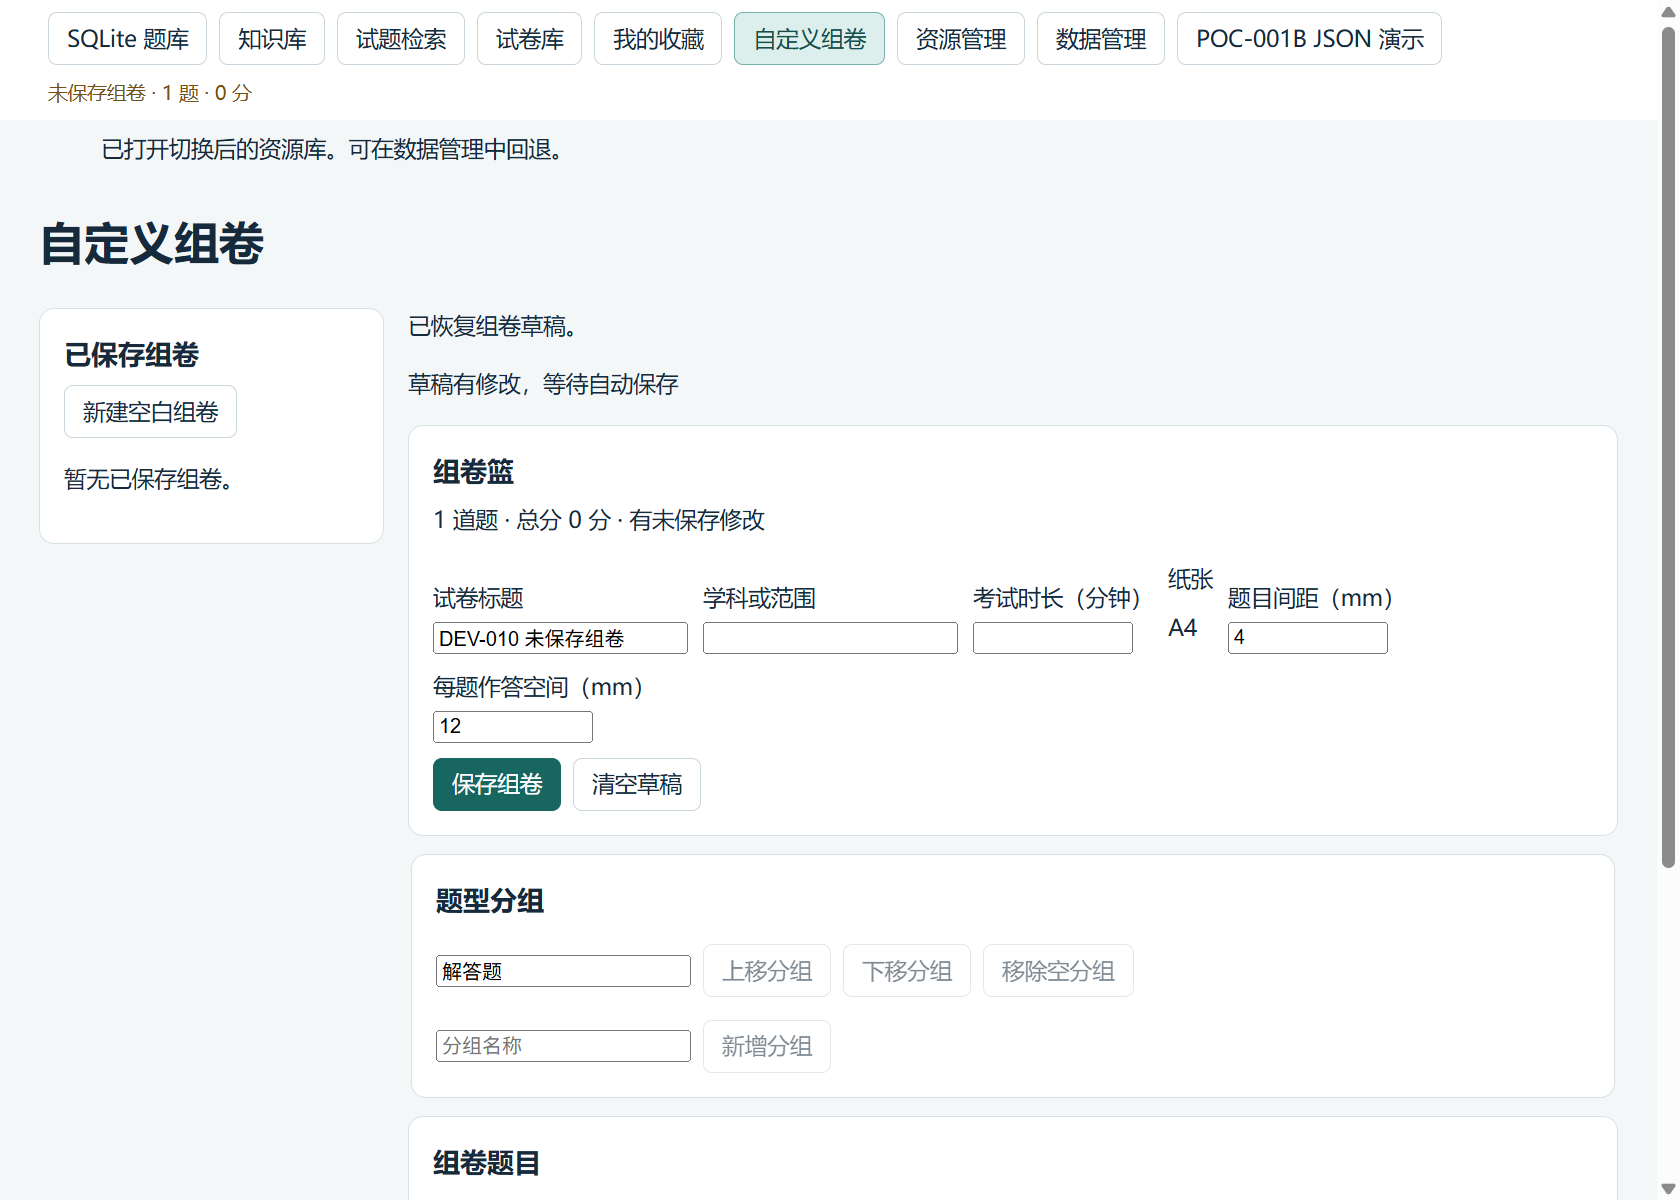 SQLite 题库 知识库 试题检索 试卷库 我的收藏 自定义组卷 资源管理 数据管理 POC-001B JSON 演示
未保存组卷 · 1 题 · 0 分
已打开切换后的资源库。可在数据管理中回退。
自定义组卷
已保存组卷
新建空白组卷
暂无已保存组卷。
已恢复组卷草稿。
草稿有修改，等待自动保存
组卷篮
1 道题 · 总分 0 分 · 有未保存修改
试卷标题 学科或范围 考试时长（分钟） 纸张 题目间距（mm）
DEV-010 未保存组卷 A4 4
每题作答空间（mm）
12
保存组卷 清空草稿
题型分组
解答题 上移分组 下移分组 移除空分组
分组名称 新增分组
组卷题目